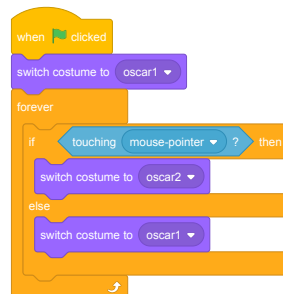 when clicked
switch costume to oscar1
forever
if touching mouse-pointer ? then
switch costume to oscar2
else
switch costume to oscar1